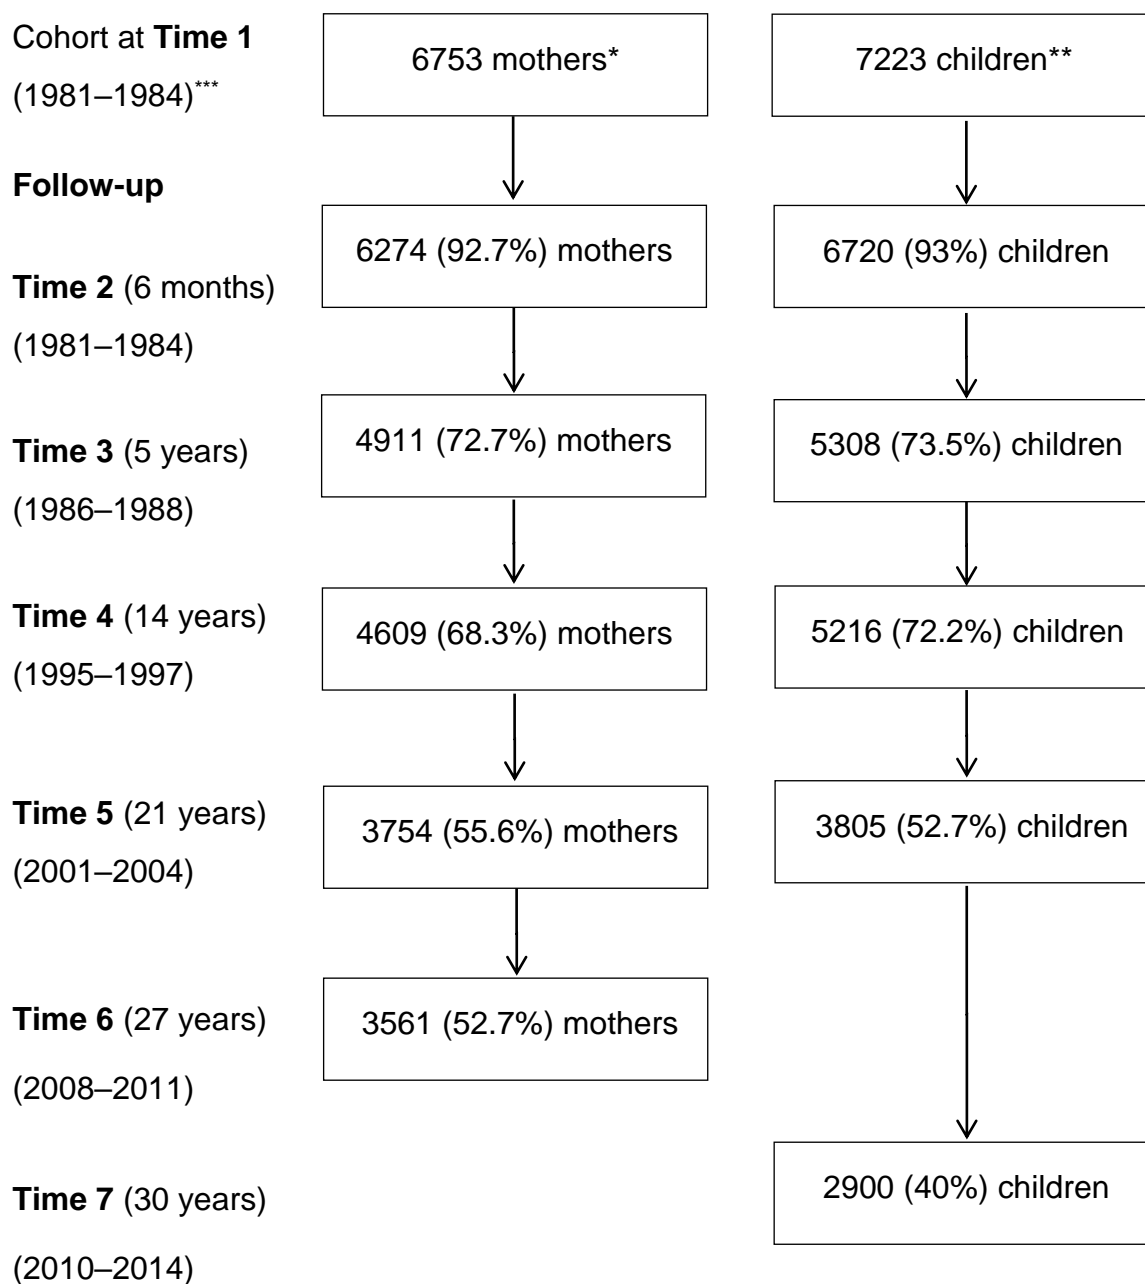 Cohort at Time 1
(1981–1984)***
6753 mothers*
7223 children**
Follow-up
Time 2 (6 months)
(1981–1984)
6274 (92.7%) mothers
6720 (93%) children
Time 3 (5 years)
(1986–1988)
4911 (72.7%) mothers
5308 (73.5%) children
Time 4 (14 years)
(1995–1997)
4609 (68.3%) mothers
5216 (72.2%) children
Time 5 (21 years)
(2001–2004)
3754 (55.6%) mothers
3805 (52.7%) children
Time 6 (27 years)
(2008–2011)
3561 (52.7%) mothers
Time 7 (30 years)
(2010–2014)
2900 (40%) children